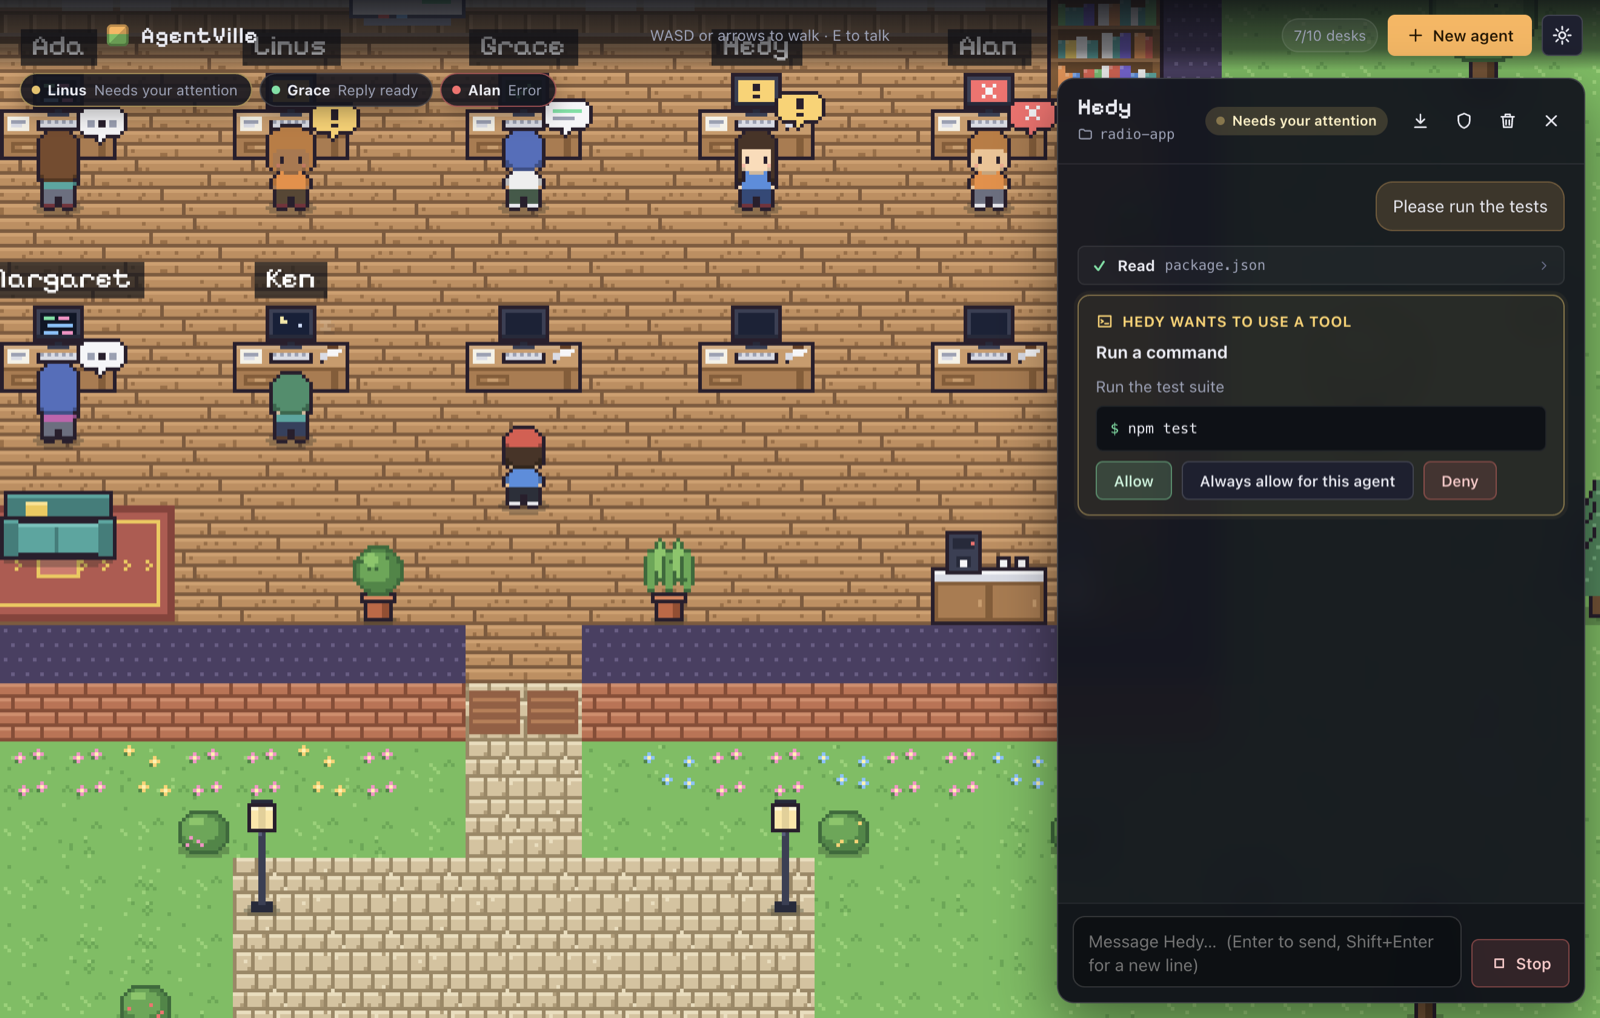 AgentVille
WASD or arrows to walk · E to talk
7/10 desks
New agent
Ada
Linus
Grace
Hedy
Alan
Linus Needs your attention
Grace Reply ready
Alan Error
Margaret
Ken
Hedy
radio-app
Needs your attention
Please run the tests
Read package.json
HEDY WANTS TO USE A TOOL
Run a command
Run the test suite
$ npm test
Allow
Always allow for this agent
Deny
Message Hedy... (Enter to send, Shift+Enter
for a new line)
Stop